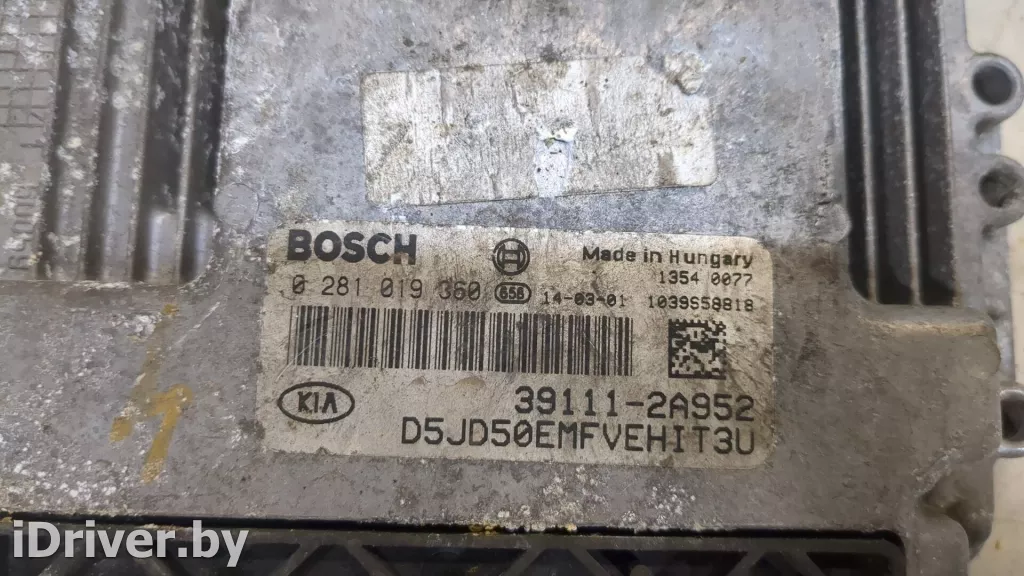 BOSCH
Made in Hungary
1354 0077
0 281 019 360 656 14-03-01 1039S58818
KIA
39111-2A952
D5JD50EMFVEHIT3U
iDriver.by